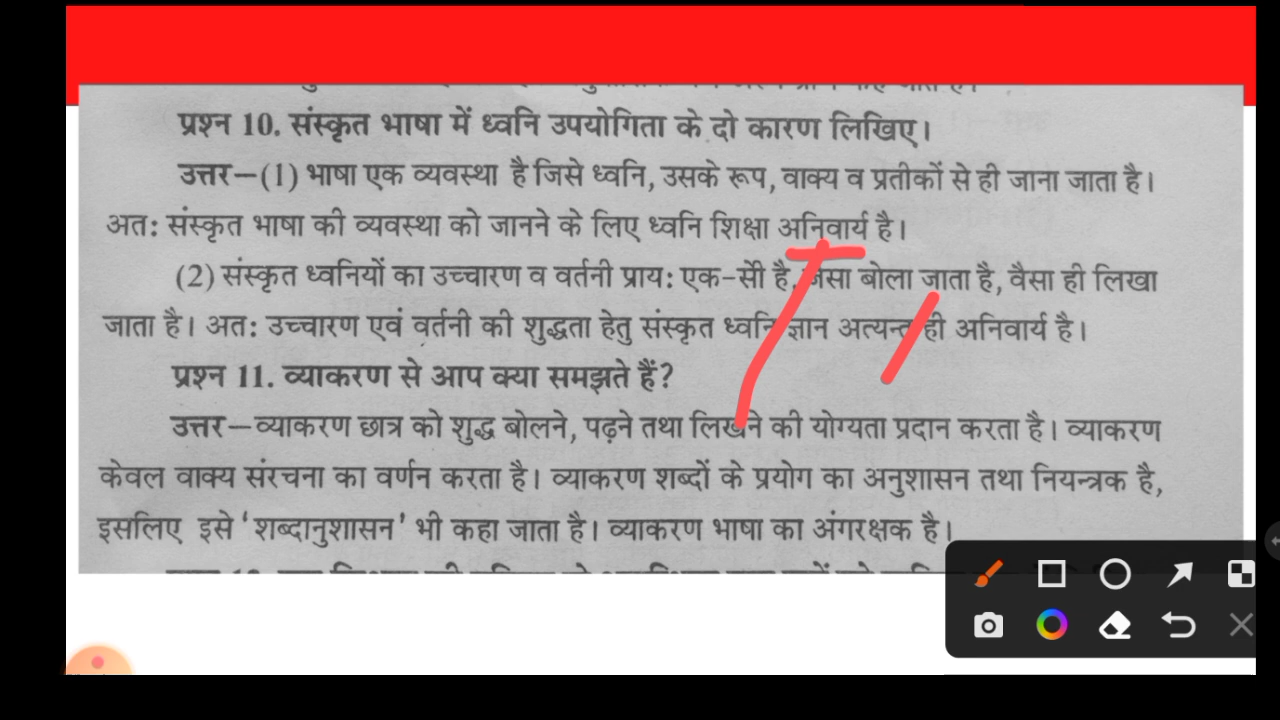 प्रश्न 10. संस्कृत भाषा में ध्वनि उपयोगिता के दो कारण लिखिए।
उत्तर—(1) भाषा एक व्यवस्था है जिसे ध्वनि, उसके रूप, वाक्य व प्रतीकों से ही जाना जाता है।
अत: संस्कृत भाषा की व्यवस्था को जानने के लिए ध्वनि शिक्षा अनिवार्य है।
(2) संस्कृत ध्वनियों का उच्चारण व वर्तनी प्राय: एक-सी है, जैसा बोला जाता है, वैसा ही लिखा
जाता है। अत: उच्चारण एवं वर्तनी की शुद्धता हेतु संस्कृत ध्वनि ज्ञान अत्यन्त ही अनिवार्य है।
प्रश्न 11. व्याकरण से आप क्या समझते हैं?
उत्तर—व्याकरण छात्र को शुद्ध बोलने, पढ़ने तथा लिखने की योग्यता प्रदान करता है। व्याकरण
केवल वाक्य संरचना का वर्णन करता है। व्याकरण शब्दों के प्रयोग का अनुशासन तथा नियन्त्रक है,
इसलिए इसे 'शब्दानुशासन' भी कहा जाता है। व्याकरण भाषा का अंगरक्षक है।